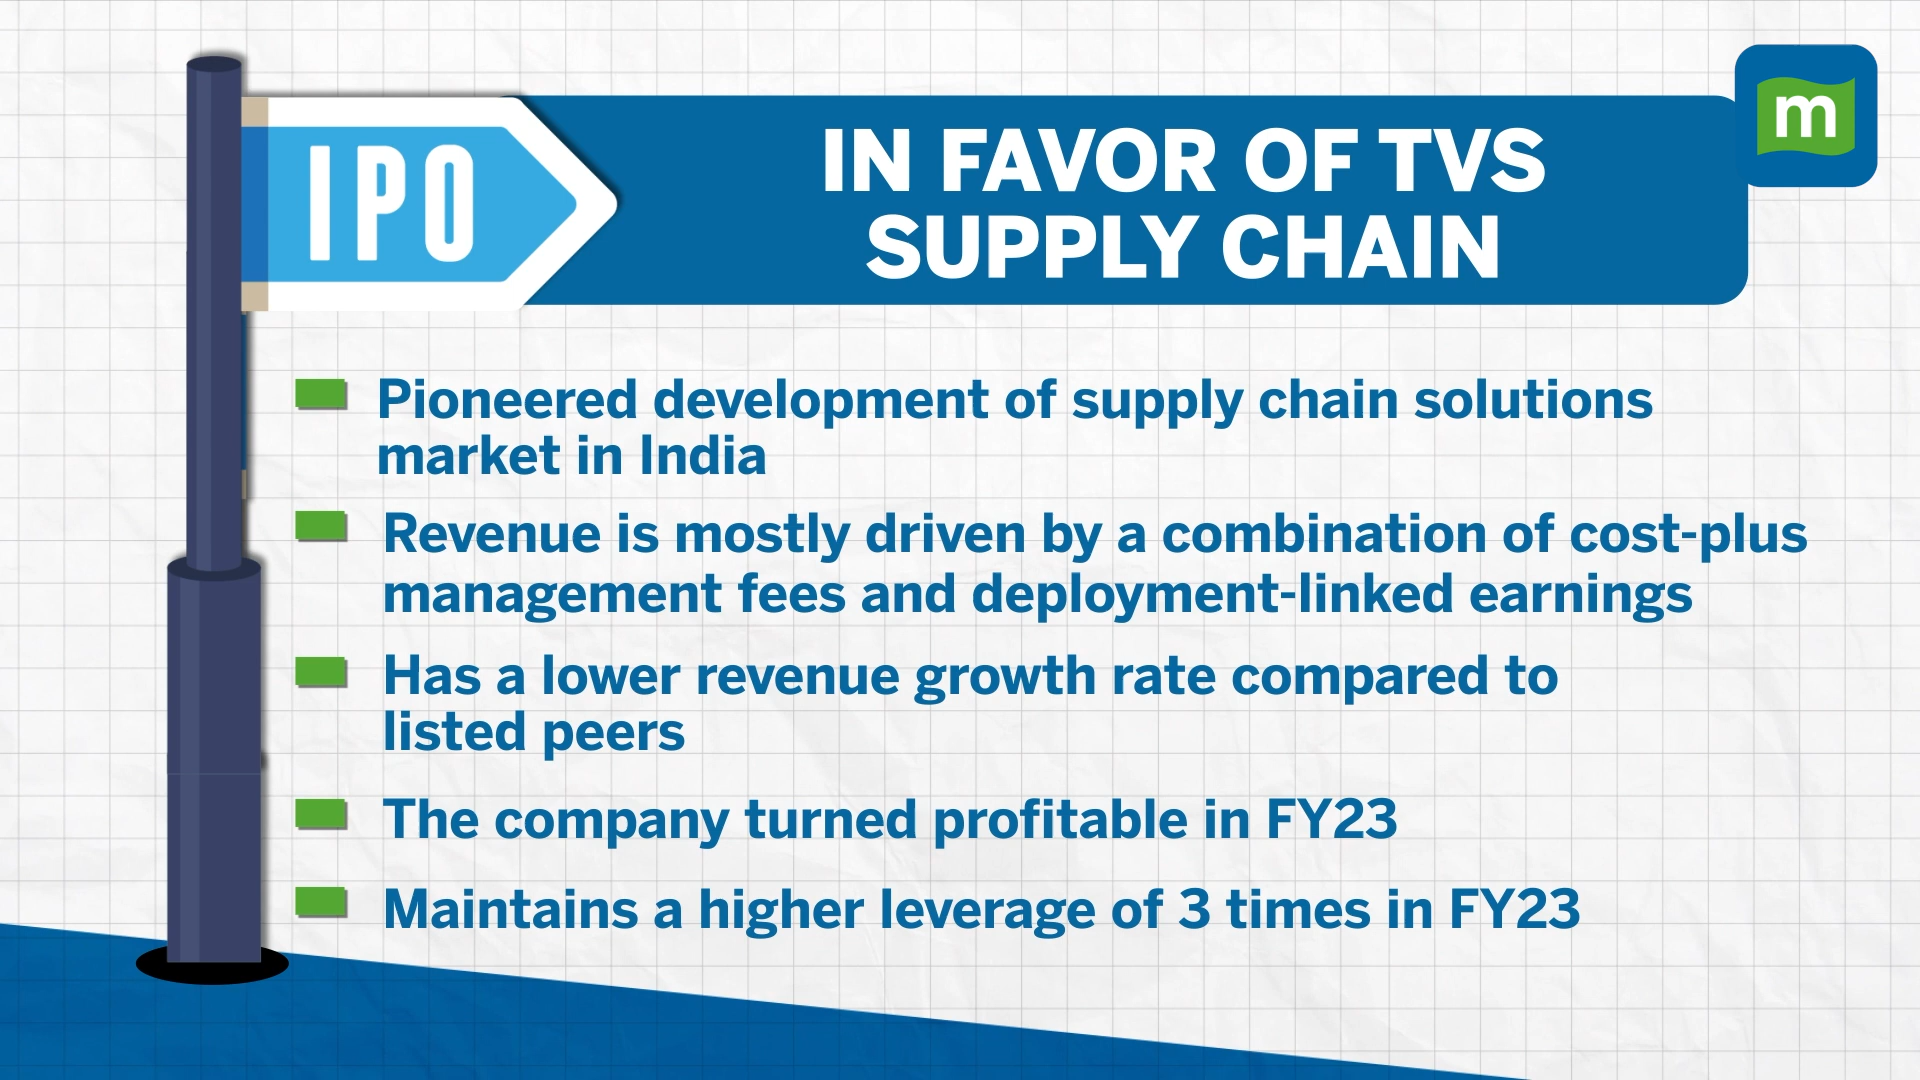 IPO
IN FAVOR OF TVS
SUPPLY CHAIN
m
Pioneered development of supply chain solutions
market in India
Revenue is mostly driven by a combination of cost-plus
management fees and deployment-linked earnings
Has a lower revenue growth rate compared to
listed peers
The company turned profitable in FY23
Maintains a higher leverage of 3 times in FY23